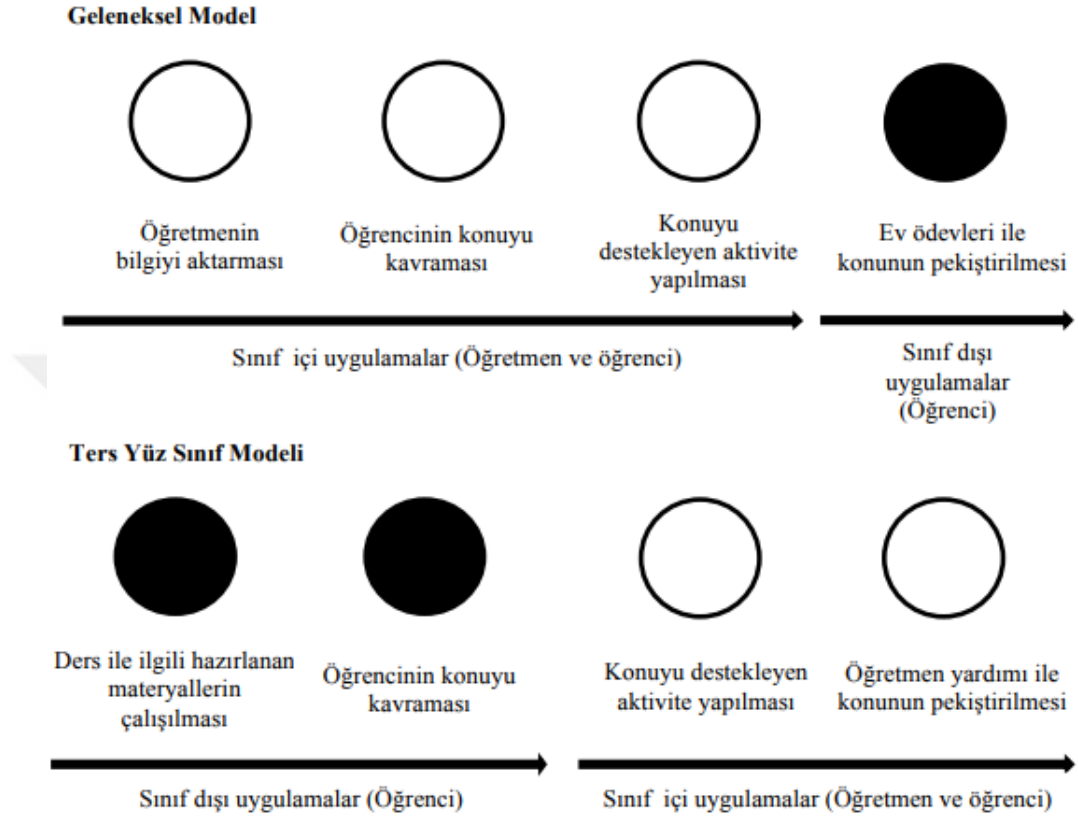 Geleneksel Model
Öğretmenin
bilgiyi aktarması
Öğrencinin konuyu
kavraması
Konuyu
destekleyen aktivite
yapılması
Ev ödevleri ile
konunun pekiştirilmesi
Sınıf içi uygulamalar (Öğretmen ve öğrenci)
Sınıf dışı
uygulamalar
(Öğrenci)
Ters Yüz Sınıf Modeli
Ders ile ilgili hazırlanan
materyallerin
çalışılması
Öğrencinin konuyu
kavraması
Konuyu destekleyen
aktivite yapılması
Öğretmen yardımı ile
konunun pekiştirilmesi
Sınıf dışı uygulamalar (Öğrenci)
Sınıf içi uygulamalar (Öğretmen ve öğrenci)